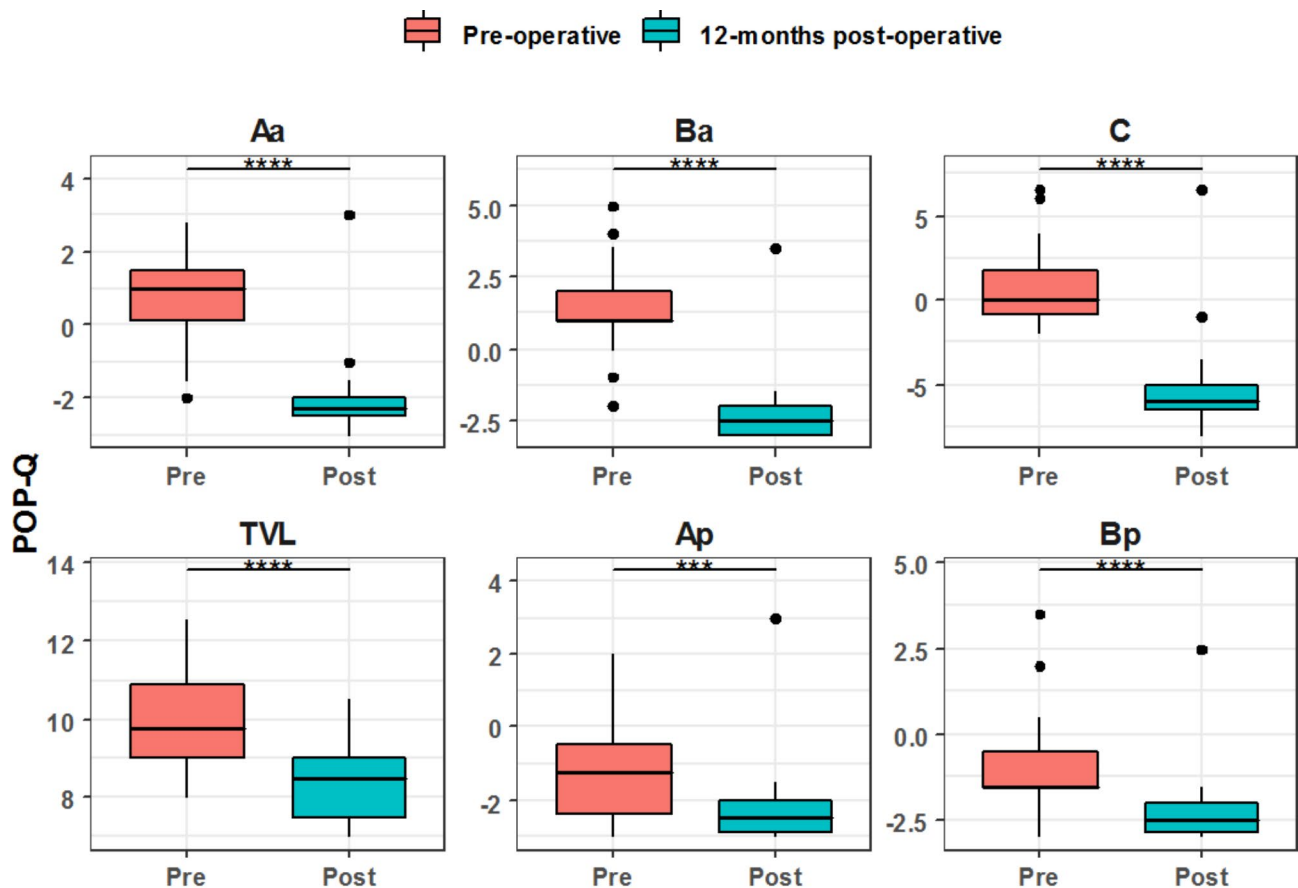 Pre-operative 12-months post-operative
Aa Ba C
**** **** ****
4
2
0
-2
5.0
2.5
0.0
-2.5
5
0
-5
Pre Post Pre Post Pre Post
POP-Q
TVL Ap Bp
**** *** ****
14
12
10
8
4
2
0
-2
5.0
2.5
0.0
-2.5
Pre Post Pre Post Pre Post